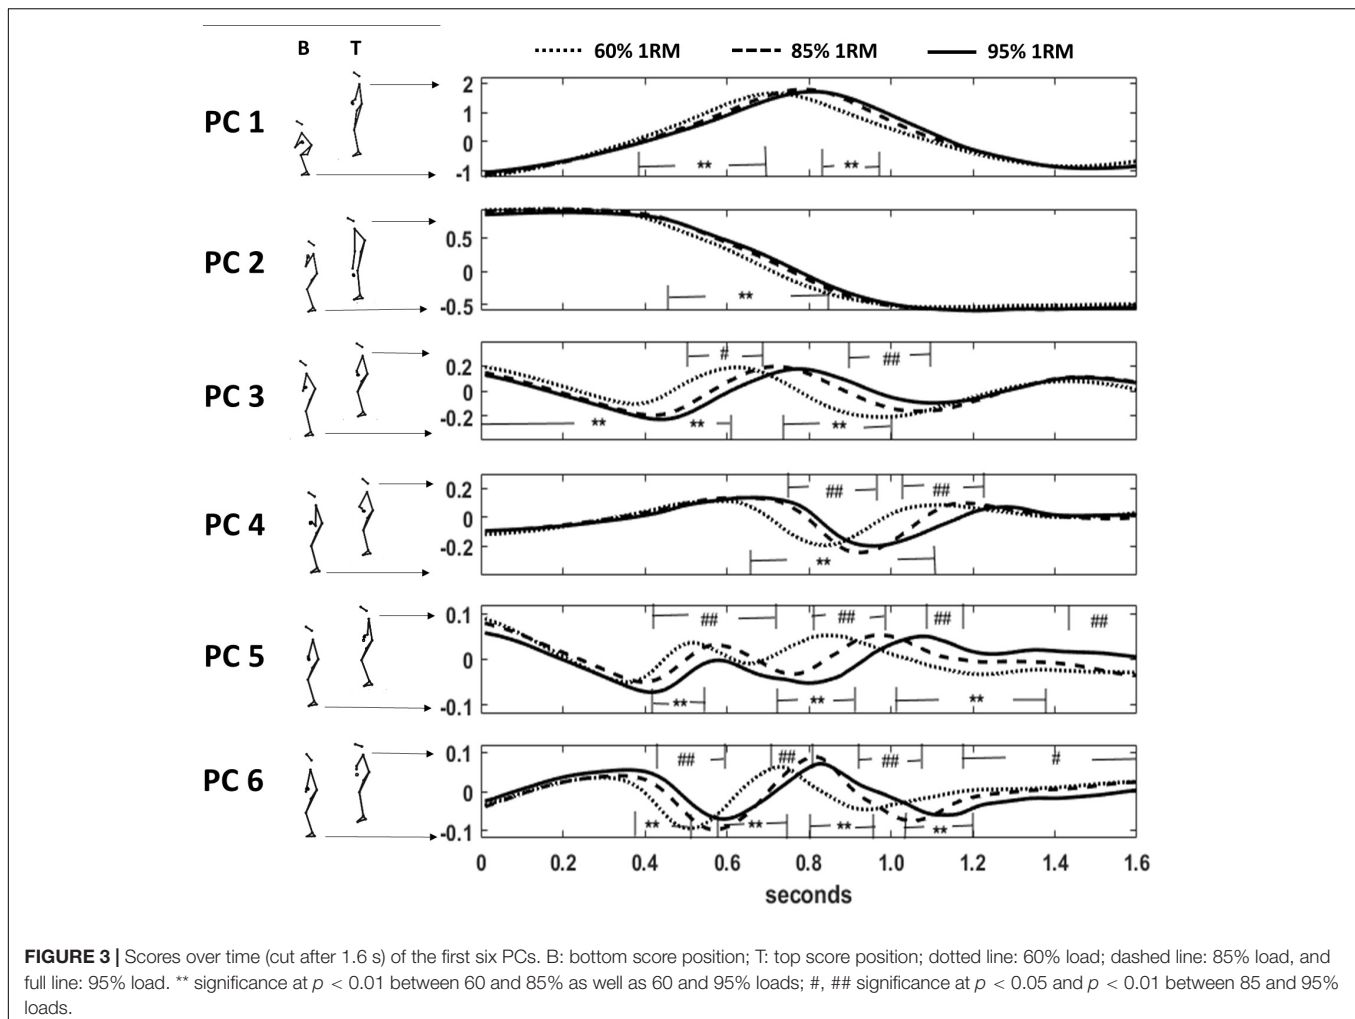 B T 60% 1RM 85% 1RM 95% 1RM
PC 1
2
1
0
-1
** **
PC 2
0.5
0
-0.5
**
PC 3
0.2
0
-0.2
# ##
** ** **
PC 4
0.2
0
-0.2
## ##
**
PC 5
0.1
0
-0.1
## ## ## ##
** ** **
PC 6
0.1
0
-0.1
## ## ## #
** ** ** **
0 0.2 0.4 0.6 0.8 1.0 1.2 1.4 1.6
seconds
FIGURE 3 | Scores over time (cut after 1.6 s) of the first six PCs. B: bottom score position; T: top score position; dotted line: 60% load; dashed line: 85% load, and
full line: 95% load. ** significance at p < 0.01 between 60 and 85% as well as 60 and 95% loads; #, ## significance at p < 0.05 and p < 0.01 between 85 and 95%
loads.